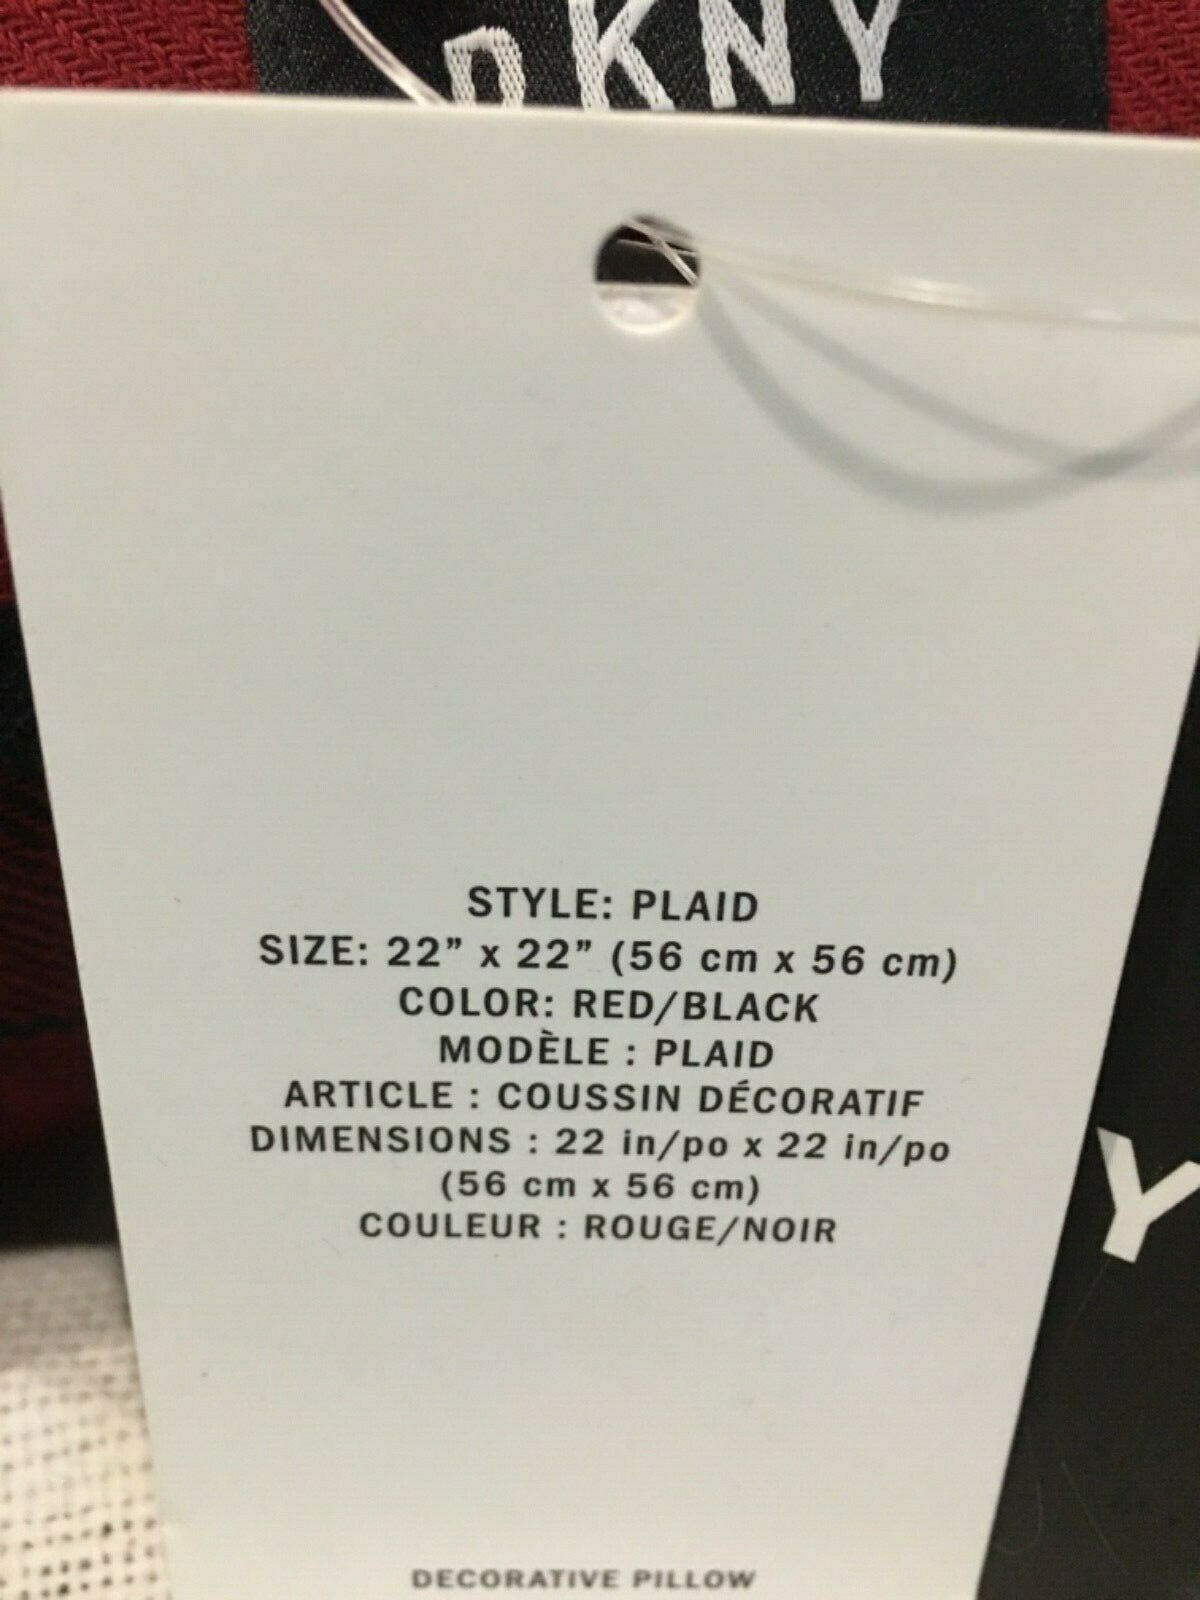 DKNY
STYLE: PLAID
SIZE: 22” x 22” (56 cm x 56 cm)
COLOR: RED/BLACK
MODÈLE : PLAID
ARTICLE : COUSSIN DÉCORATIF
DIMENSIONS : 22 in/po x 22 in/po
(56 cm x 56 cm)
COULEUR : ROUGE/NOIR
Y
DECORATIVE PILLOW